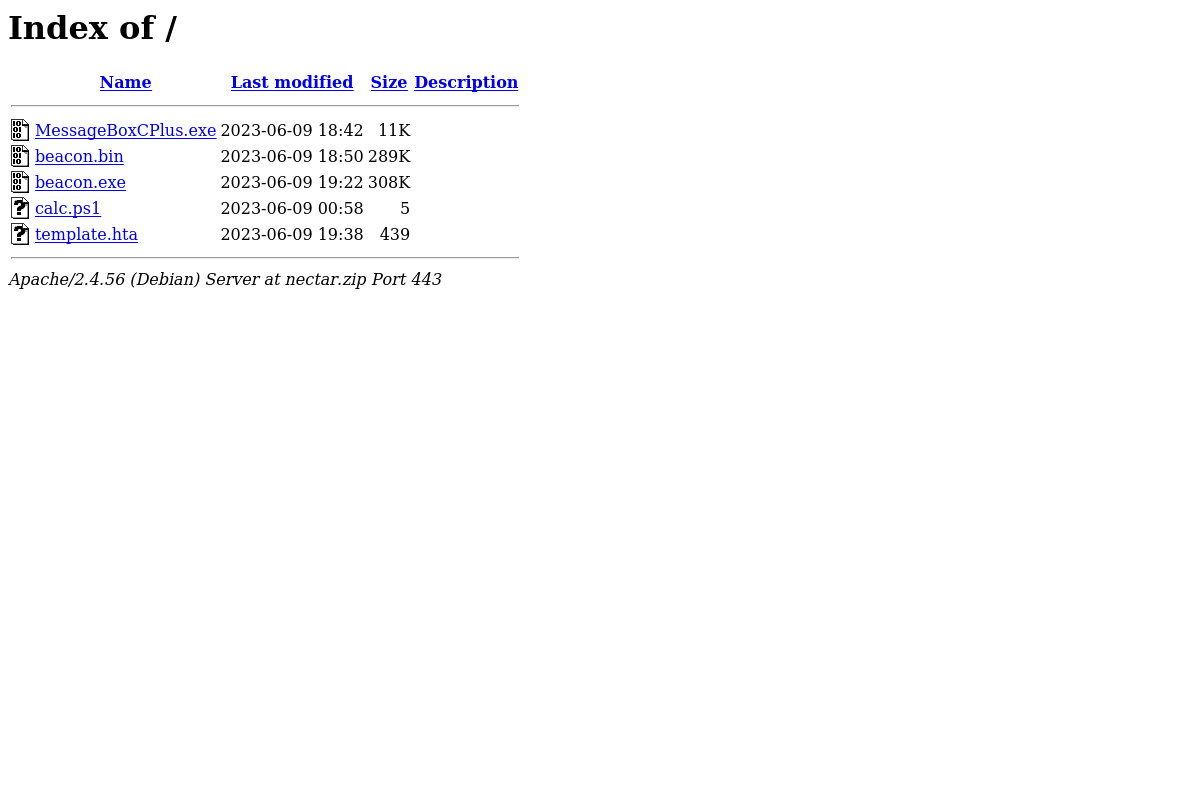 Index of /
Name Last modified Size Description
MessageBoxCPlus.exe 2023-06-09 18:42 11K
beacon.bin 2023-06-09 18:50 289K
beacon.exe 2023-06-09 19:22 308K
calc.ps1 2023-06-09 00:58 5
template.hta 2023-06-09 19:38 439
Apache/2.4.56 (Debian) Server at nectar.zip Port 443